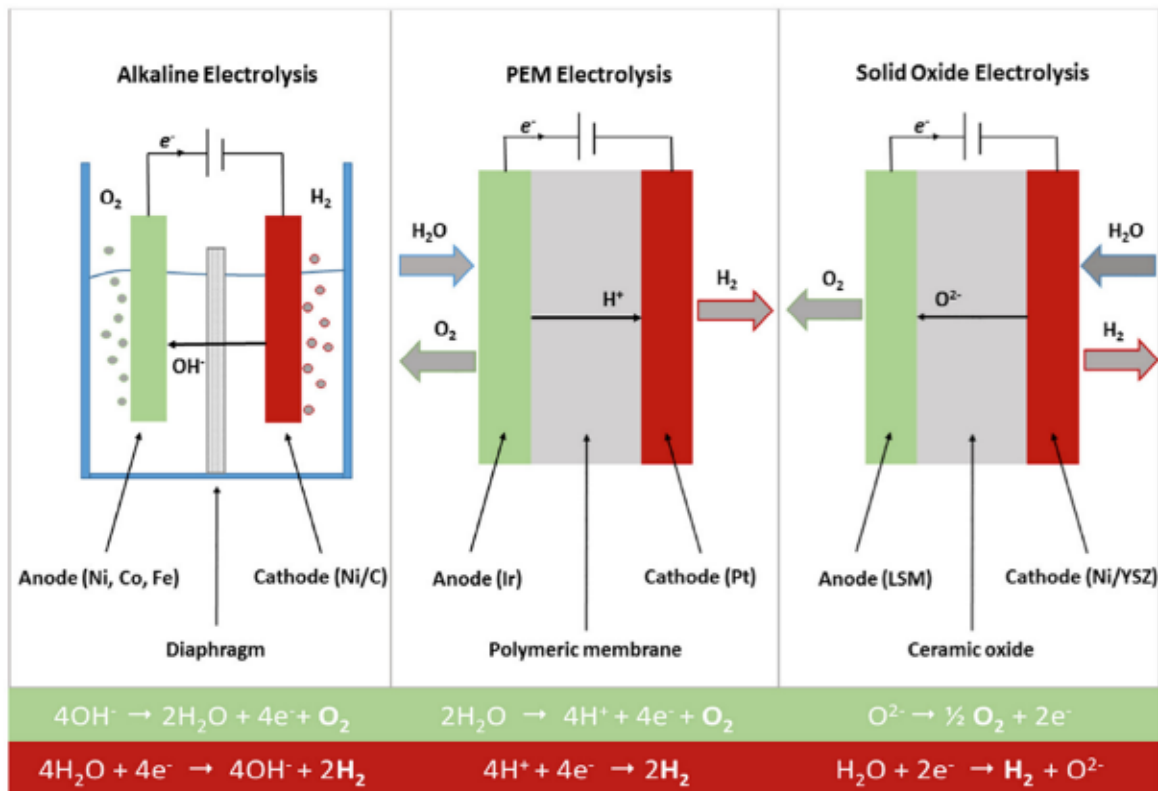 Alkaline Electrolysis
e⁻
O₂
H₂
OH⁻
Anode (Ni, Co, Fe)
Cathode (Ni/C)
Diaphragm
4OH⁻ → 2H₂O + 4e⁻ + O₂
4H₂O + 4e⁻ → 4OH⁻ + 2H₂
PEM Electrolysis
e⁻
H₂O
H₂
H⁺
O₂
Anode (Ir)
Cathode (Pt)
Polymeric membrane
2H₂O → 4H⁺ + 4e⁻ + O₂
4H⁺ + 4e⁻ → 2H₂
Solid Oxide Electrolysis
e⁻
H₂O
O₂
O²⁻
H₂
Anode (LSM)
Cathode (Ni/YSZ)
Ceramic oxide
O²⁻ → ½ O₂ + 2e⁻
H₂O + 2e⁻ → H₂ + O²⁻